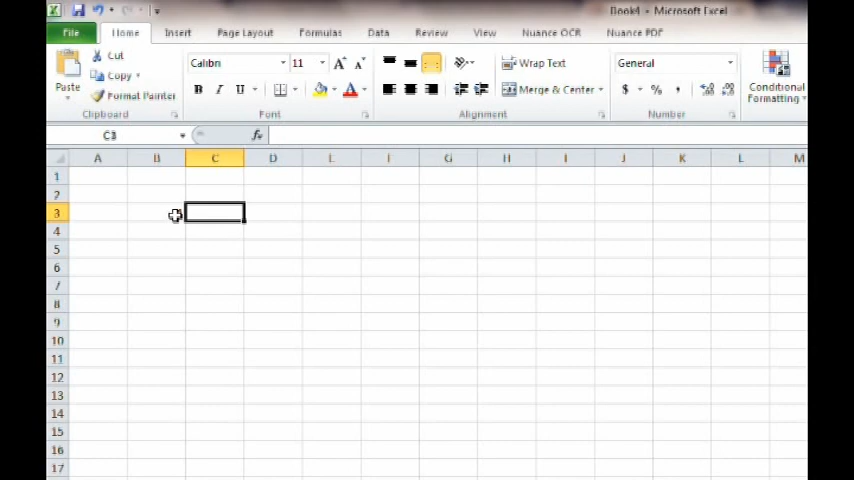 Book4 - Microsoft Excel
File Home Insert Page Layout Formulas Data Review View Nuance OCR Nuance PDF
Cut
Copy
Format Painter
Paste
Calibri 11 A A
B I U A
Wrap Text
Merge & Center
General
$ % ,
Conditional
Formatting
Clipboard Font Alignment Number
C3 fx
A B C D E F G H I J K L M
1
2
3
4
5
6
7
8
9
10
11
12
13
14
15
16
17